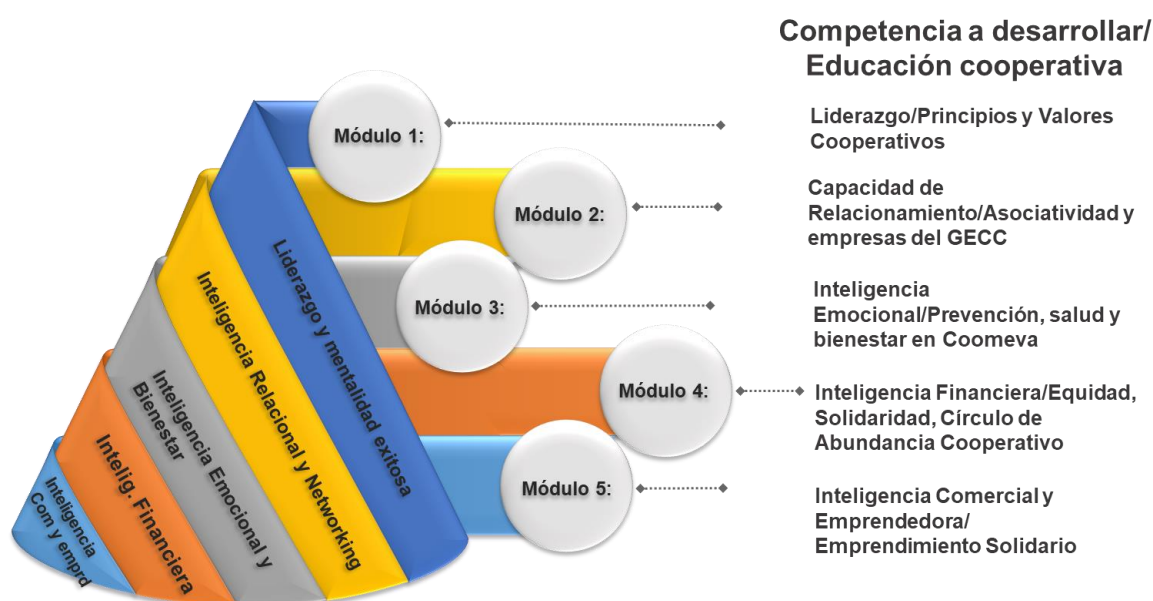 Competencia a desarrollar/
Educación cooperativa
Módulo 1:
Liderazgo/Principios y Valores
Cooperativos
Módulo 2:
Capacidad de
Relacionamiento/Asociatividad y
empresas del GECC
Módulo 3:
Inteligencia
Emocional/Prevención, salud y
bienestar en Coomeva
Módulo 4:
Inteligencia Financiera/Equidad,
Solidaridad, Círculo de
Abundancia Cooperativo
Módulo 5:
Inteligencia Comercial y
Emprendedora/
Emprendimiento Solidario
Liderazgo y mentalidad exitosa
Inteligencia Relacional y Networking
Inteligencia Emocional y
Bienestar
Intelig. Financiera
Inteligencia
Com y emprd